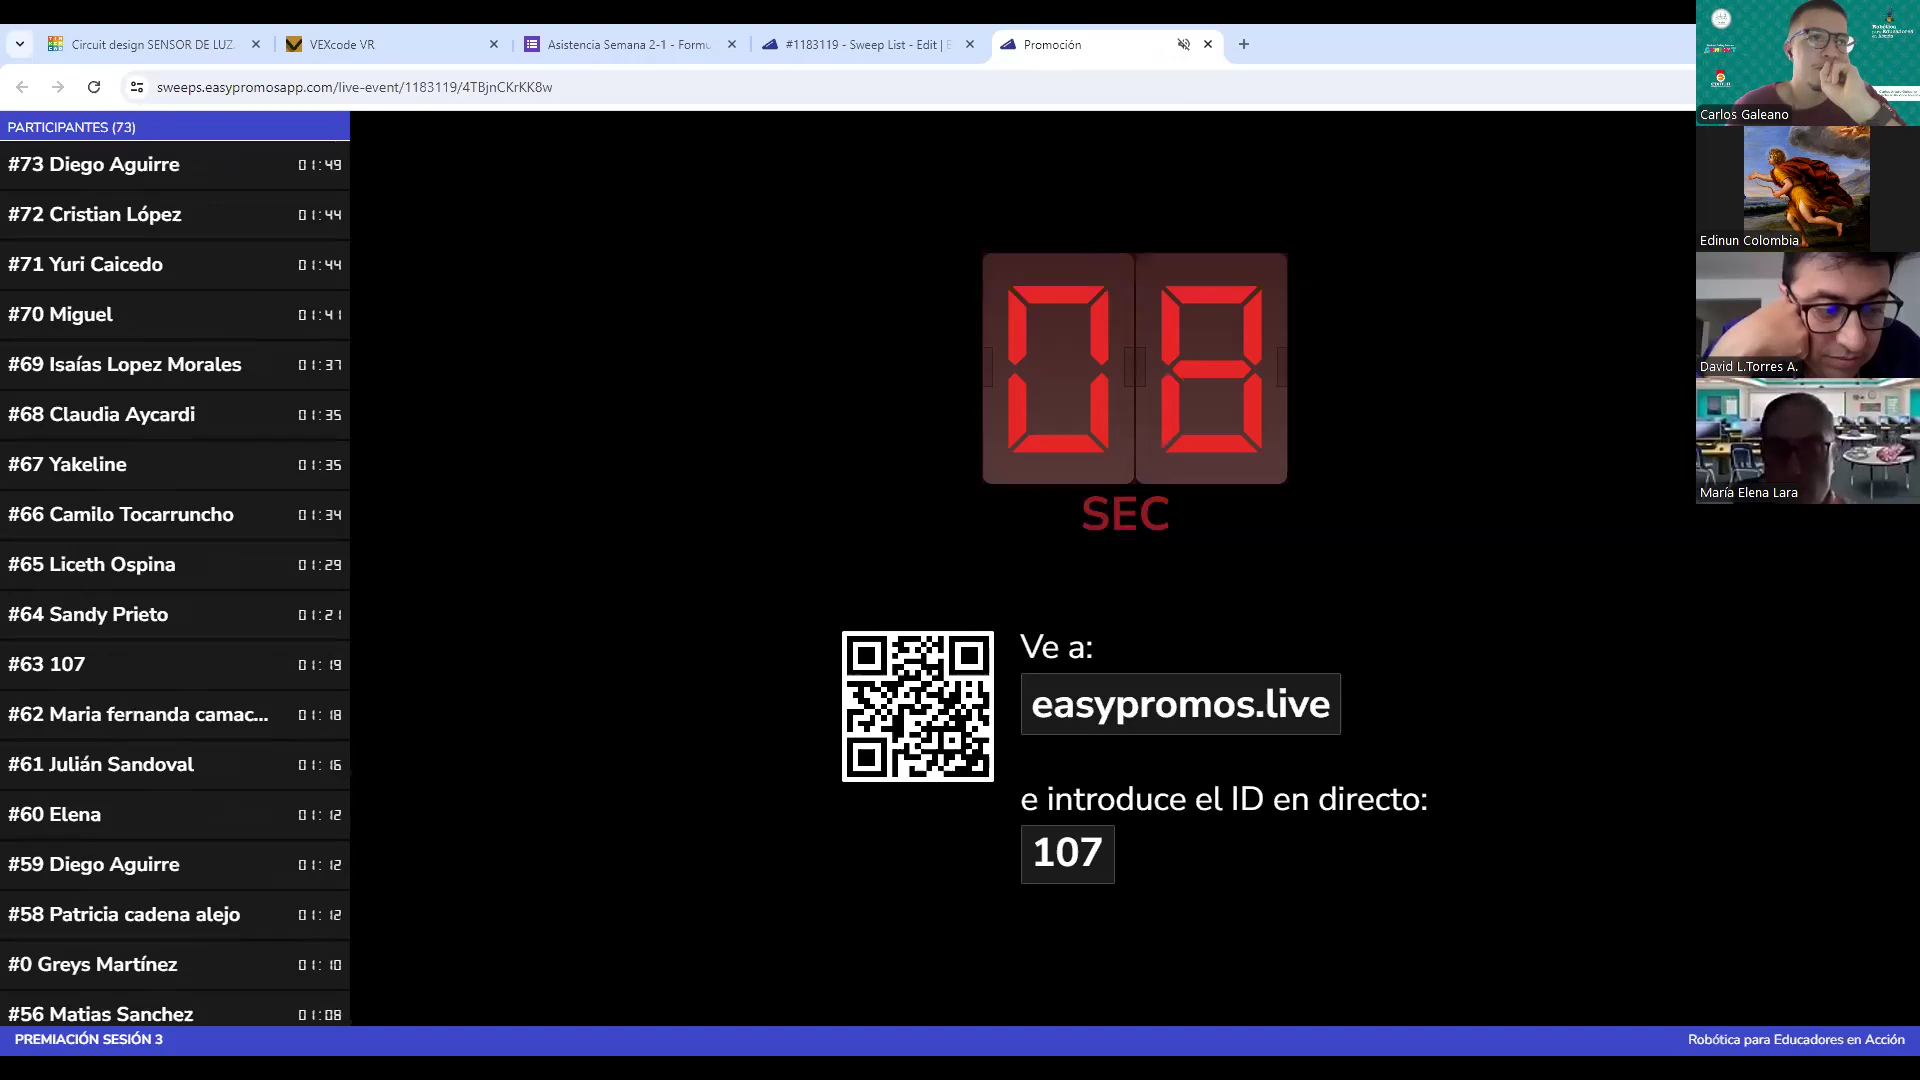 Circuit design SENSOR DE LUZ
VEXcode VR
Asistencia Semana 2-1 - Formu
#1183119 - Sweep List - Edit |
Promoción
sweeps.easypromosapp.com/live-event/1183119/4TBjnCKrKK8w
PARTICIPANTES (73)
#73 Diego Aguirre 01:49
#72 Cristian López 01:44
#71 Yuri Caicedo 01:44
#70 Miguel 01:41
#69 Isaías Lopez Morales 01:37
#68 Claudia Aycardi 01:35
#67 Yakeline 01:35
#66 Camilo Tocarruncho 01:34
#65 Liceth Ospina 01:29
#64 Sandy Prieto 01:21
#63 107 01:19
#62 Maria fernanda camac... 01:18
#61 Julián Sandoval 01:16
#60 Elena 01:12
#59 Diego Aguirre 01:12
#58 Patricia cadena alejo 01:12
#0 Greys Martínez 01:10
#56 Matias Sanchez 01:08
08
SEC
Ve a:
easypromos.live
e introduce el ID en directo:
107
Robótica
para Educadores
en Acción
Carlos Galeano
Edinun Colombia
David L.Torres A.
María Elena Lara
PREMIACIÓN SESIÓN 3
Robótica para Educadores en Acción